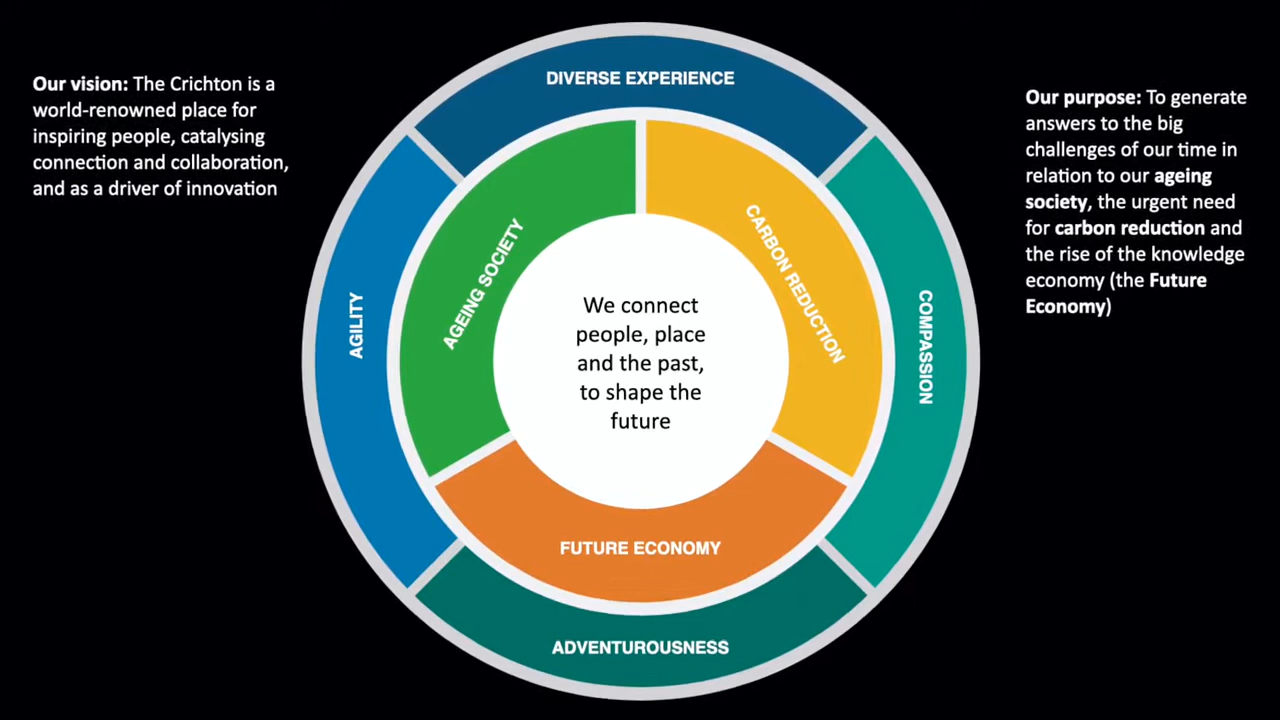 Our vision: The Crichton is a
world-renowned place for
inspiring people, catalysing
connection and collaboration,
and as a driver of innovation
DIVERSE EXPERIENCE
AGILITY
AGEING SOCIETY
CARBON REDUCTION
COMPASSION
We connect
people, place
and the past,
to shape the
future
FUTURE ECONOMY
ADVENTUROUSNESS
Our purpose: To generate
answers to the big
challenges of our time in
relation to our ageing
society, the urgent need
for carbon reduction and
the rise of the knowledge
economy (the Future
Economy)